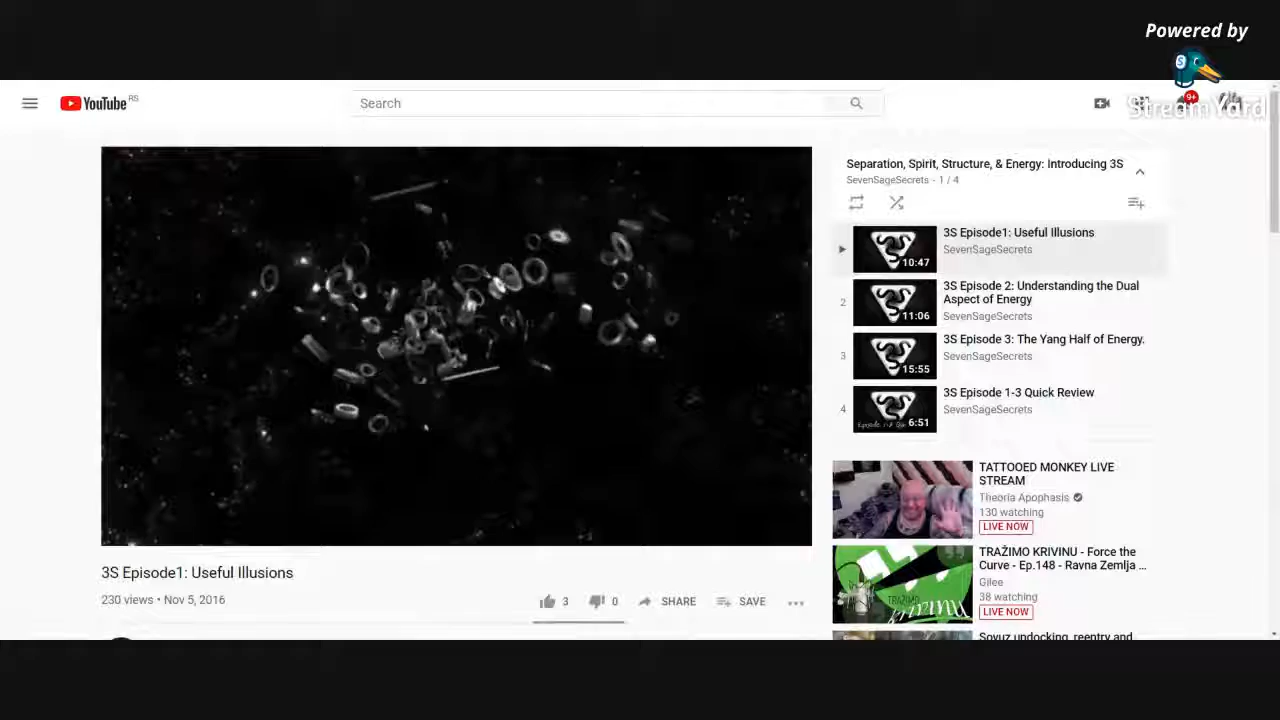 Powered by
StreamYard
YouTube RS
Search
9+
Separation, Spirit, Structure, & Energy: Introducing 3S
SevenSageSecrets - 1 / 4
3S Episode1: Useful Illusions
SevenSageSecrets
10:47
2
3S Episode 2: Understanding the Dual
Aspect of Energy
SevenSageSecrets
11:06
3
3S Episode 3: The Yang Half of Energy.
SevenSageSecrets
15:55
4
3S Episode 1-3 Quick Review
SevenSageSecrets
6:51
TATTOOED MONKEY LIVE
STREAM
Theoria Apophasis
130 watching
LIVE NOW
TRAŽIMO KRIVINU - Force the
Curve - Ep.148 - Ravna Zemlja ...
Gilee
38 watching
LIVE NOW
TRAŽIMO
krivinu
Soyuz undocking, reentry and
3S Episode1: Useful Illusions
230 views • Nov 5, 2016
3
0
SHARE
SAVE